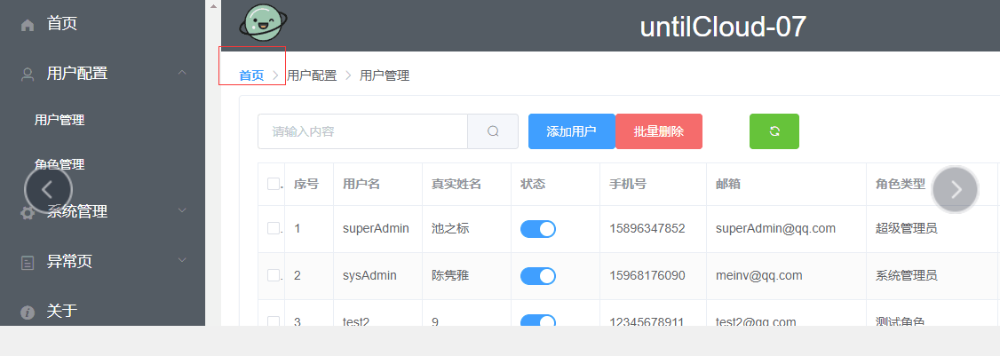 首页
用户配置
用户管理
角色管理
系统管理
异常页
关于
untilCloud-07
首页 > 用户配置 > 用户管理
请输入内容 添加用户 批量删除
序号 用户名 真实姓名 状态 手机号 邮箱 角色类型
1 superAdmin 池之标 15896347852 superAdmin@qq.com 超级管理员
2 sysAdmin 陈隽雅 15968176090 meinv@qq.com 系统管理员
3 test2 9 12345678911 test2@qq.com 测试角色